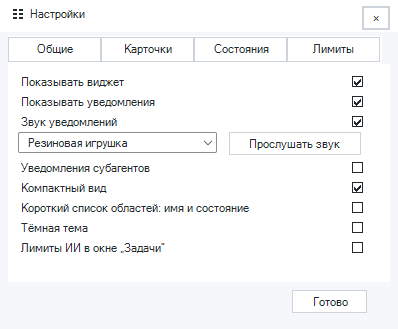 Настройки
×
Общие
Карточки
Состояния
Лимиты
Показывать виджет
Показывать уведомления
Звук уведомлений
Резиновая игрушка
Прослушать звук
Уведомления субагентов
Компактный вид
Короткий список областей: имя и состояние
Тёмная тема
Лимиты ИИ в окне „Задачи"
Готово